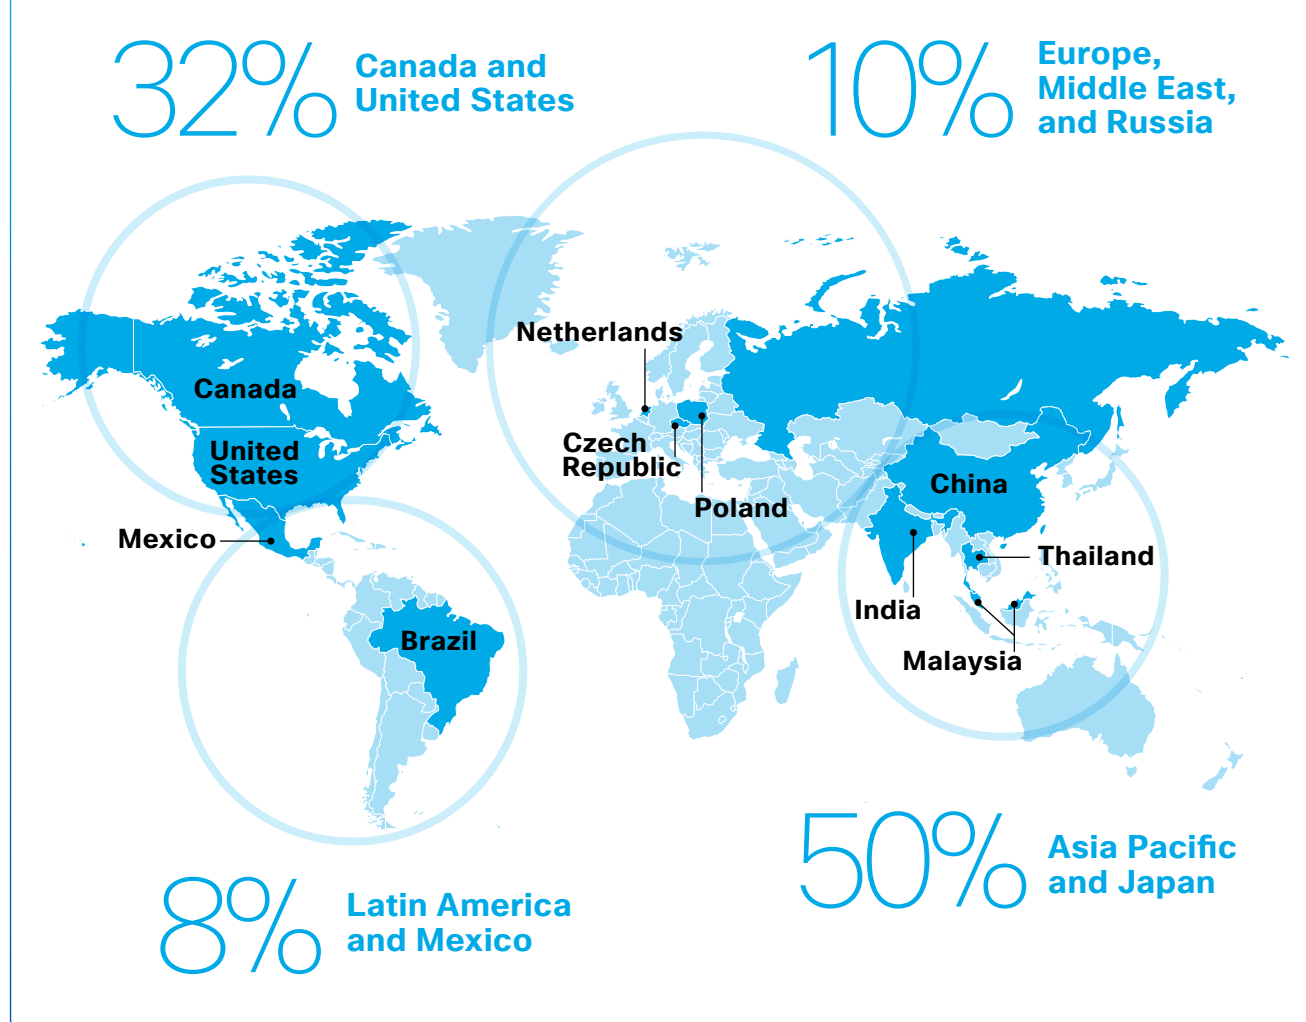 32%
Canada and
United States
10%
Europe,
Middle East,
and Russia
Netherlands
Canada
United
States
Czech
Republic
Poland
China
Mexico
Thailand
India
Brazil
Malaysia
50%
Asia Pacific
and Japan
8%
Latin America
and Mexico